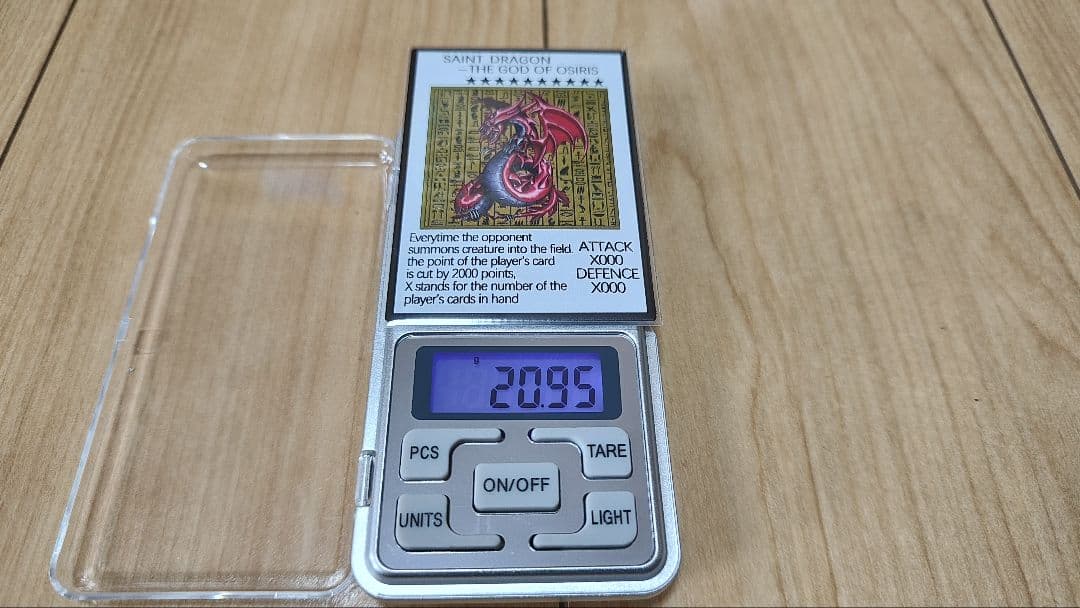 SAINT DRAGON
-THE GOD OF OSIRIS
★★★★★★★★★★
Everytime the opponent
summons creature into the field.
the point of the player's card
is cut by 2000 points,
X stands for the number of the
player's cards in hand
ATTACK
X000
DEFENCE
X000
g
20.95
PCS
TARE
ON/OFF
UNITS
LIGHT